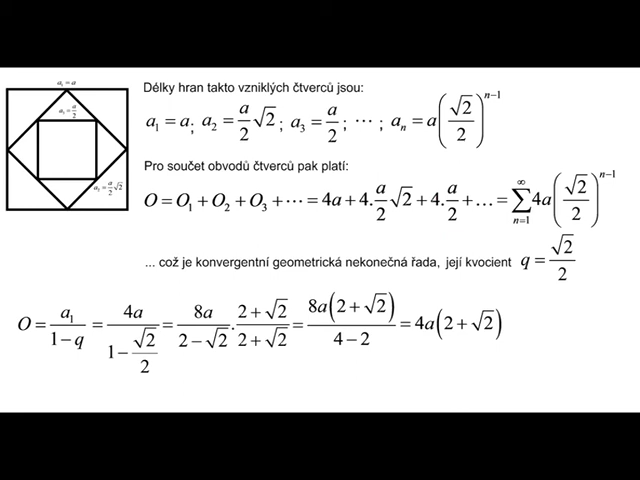 a₁ = a
a₃ = a/2
a₂ = a/2 √2
Délky hran takto vzniklých čtverců jsou:
a₁ = a; a₂ = a/2 √2; a₃ = a/2; ⋯ ; aₙ = a(√2/2)ⁿ⁻¹
Pro součet obvodů čtverců pak platí:
O = O₁ + O₂ + O₃ + ⋯ = 4a + 4. a/2 √2 + 4. a/2 + … = ∑_{n=1}^{∞} 4a(√2/2)ⁿ⁻¹
... což je konvergentní geometrická nekonečná řada, její kvocient q = √2/2
O = a₁/(1 − q) = 4a/(1 − √2/2) = 8a/(2 − √2) . (2 + √2)/(2 + √2) = 8a(2 + √2)/(4 − 2) = 4a(2 + √2)